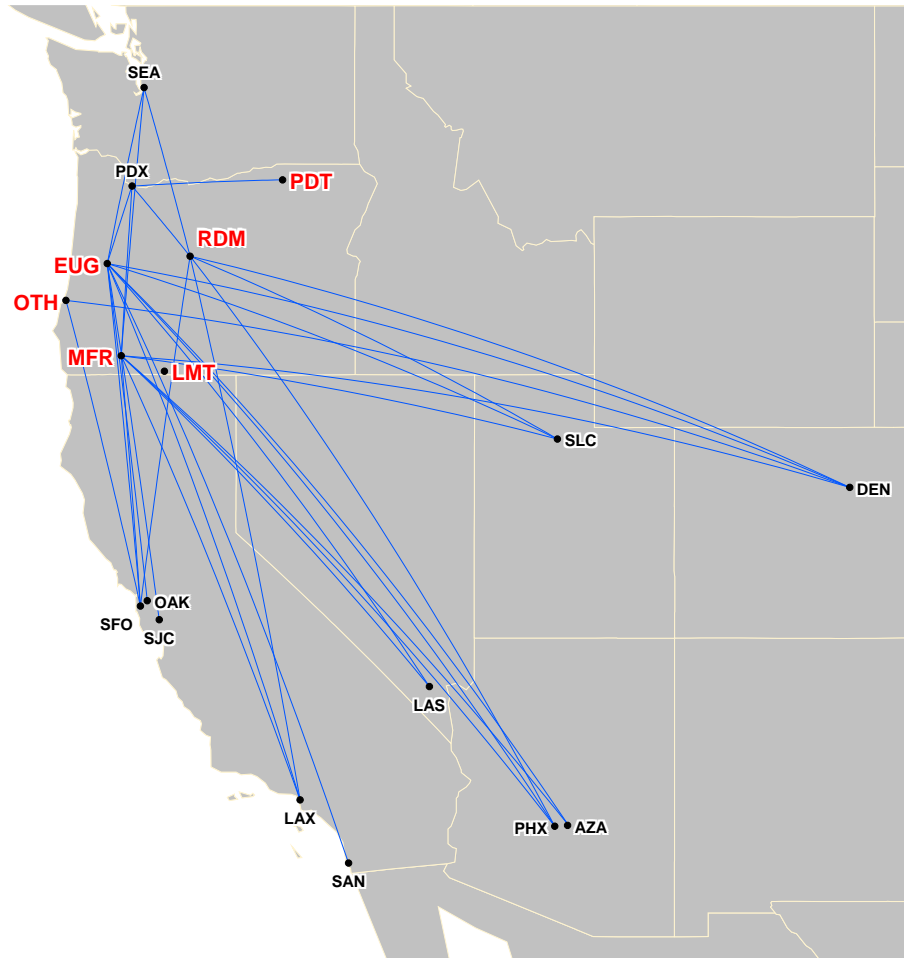 SEA
PDX
PDT
RDM
EUG
OTH
MFR
LMT
SLC
DEN
OAK
SFO
SJC
LAS
LAX
PHX
AZA
SAN